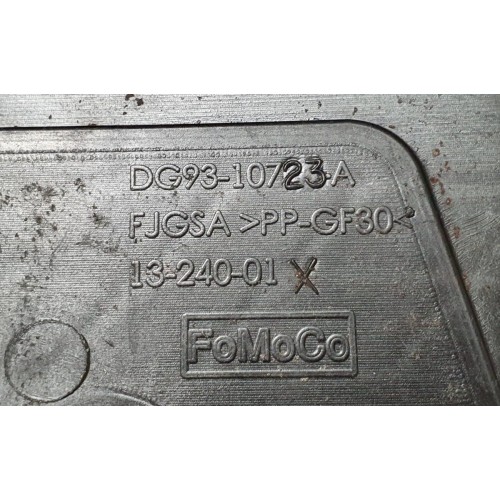 DG93-10723-A
FJGSA >PP-GF30<
13-240-01 X
FoMoCo